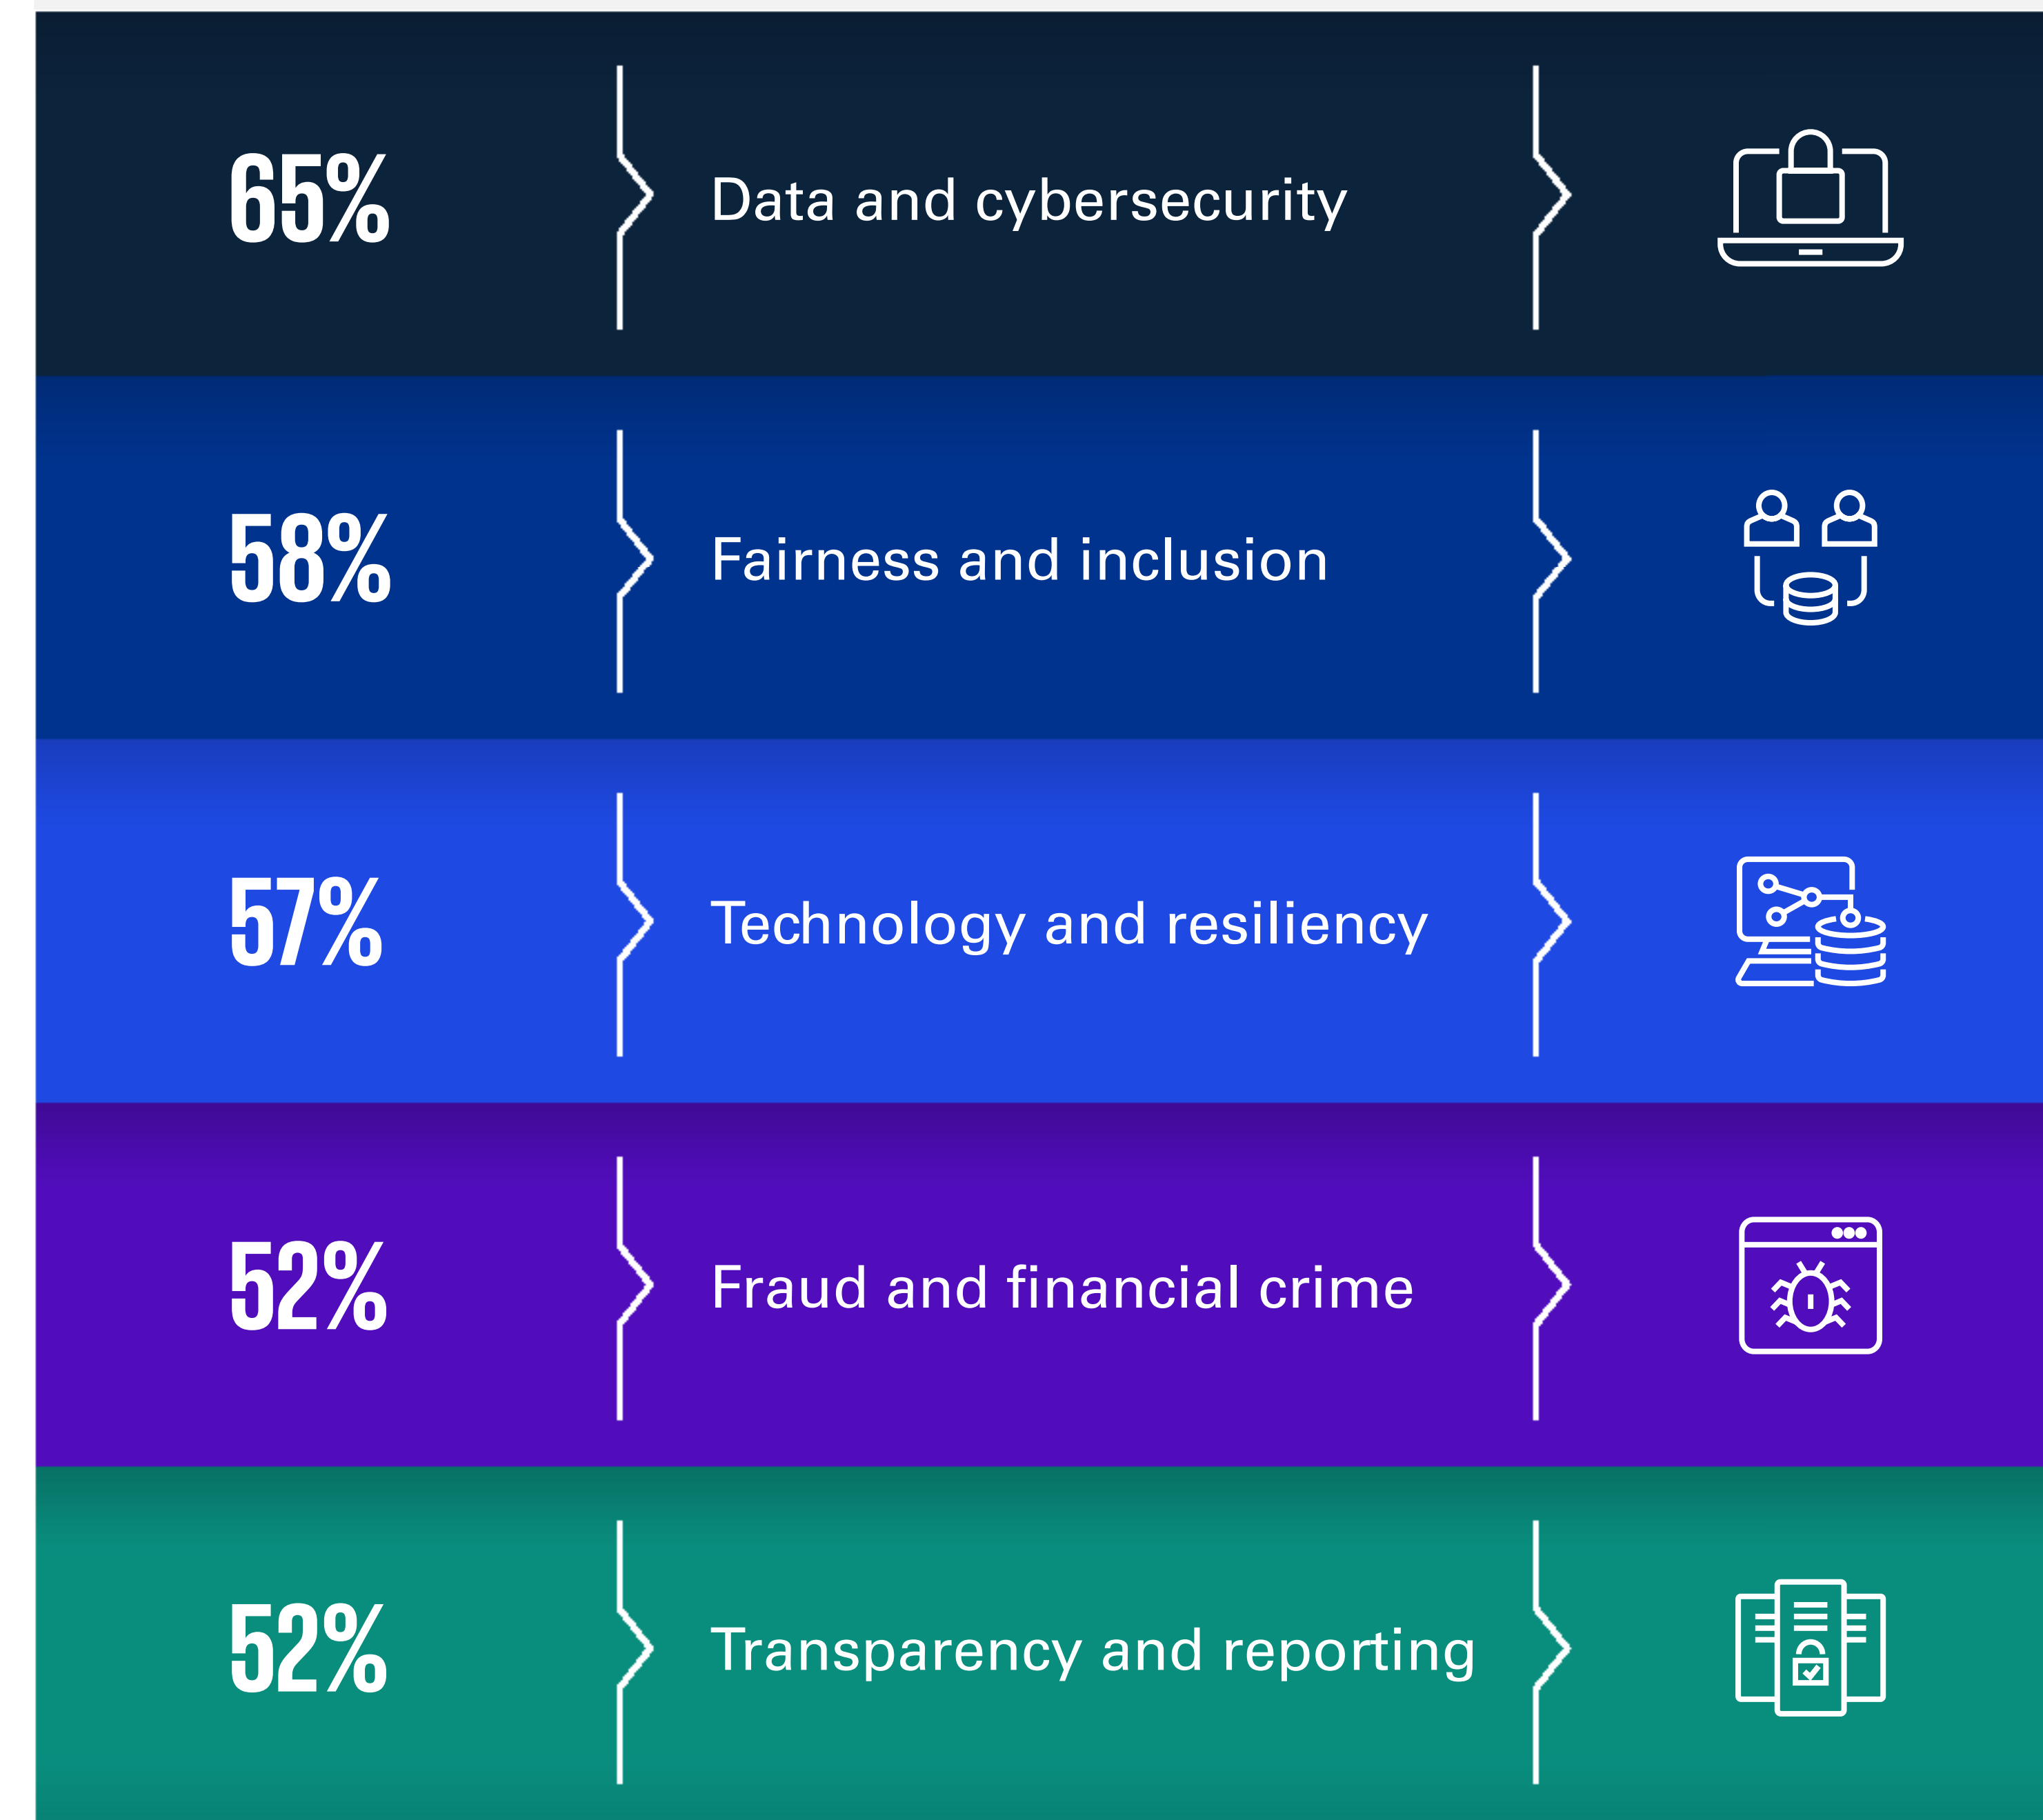 65%
Data and cybersecurity
58%
Fairness and inclusion
57%
Technology and resiliency
52%
Fraud and financial crime
52%
Transparency and reporting